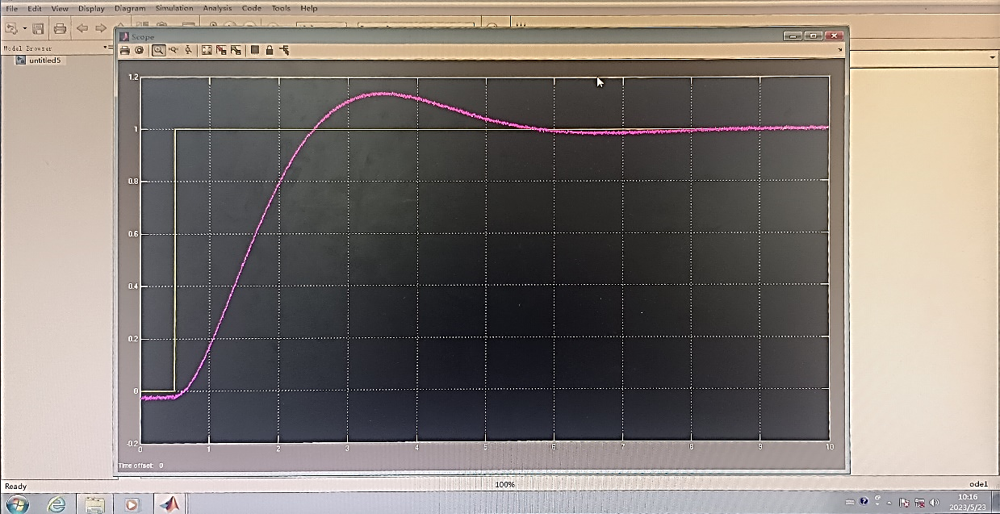 File Edit View Display Diagram Simulation Analysis Code Tools Help
Scope
Model Browser
untitled5
1.2
1
0.8
0.6
0.4
0.2
0
-0.2
0 1 2 3 4 5 6 7 8 9 10
Time offset: 0
Ready 100% ode1
10:16
2023/5/23